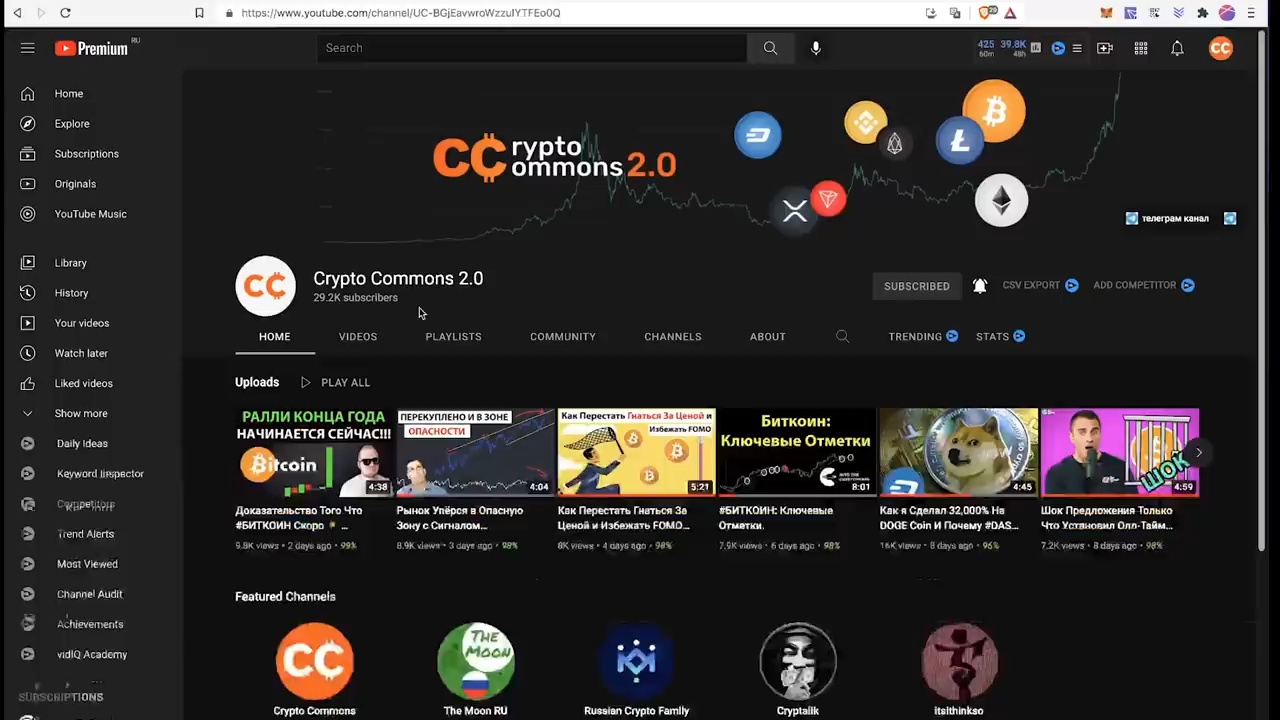 https://www.youtube.com/channel/UC-BGjEavwroWzzuIYTFEo0Q
Premium RU
Search
425 39.8K
60m 48h
CC
Home
Explore
Subscriptions
Originals
YouTube Music
Library
History
Your videos
Watch later
Liked videos
Show more
Daily Ideas
Keyword Inspector
Competitors
Trend Alerts
Most Viewed
Channel Audit
Achievements
vidIQ Academy
SUBSCRIPTIONS
CCrypto
Commons 2.0
телеграм канал
CC
Crypto Commons 2.0
29.2K subscribers
SUBSCRIBED
CSV EXPORT
ADD COMPETITOR
HOME
VIDEOS
PLAYLISTS
COMMUNITY
CHANNELS
ABOUT
TRENDING
STATS
Uploads
PLAY ALL
РАЛЛИ КОНЦА ГОДА
НАЧИНАЕТСЯ СЕЙЧАС!!!
Bitcoin
4:38
Доказательство Того Что
#БИТКОИН Скоро ...
9.8K views • 2 days ago • 99%
ПЕРЕКУПЛЕНО И В ЗОНЕ
ОПАСНОСТИ
4:04
Рынок Упёрся в Опасную
Зону с Сигналом...
8.9K views • 3 days ago • 98%
Как Перестать Гнаться За Ценой и
Избежать FOMO
5:21
Как Перестать Гнаться За
Ценой и Избежать FOMO...
8K views • 4 days ago • 98%
Биткоин:
Ключевые Отметки
8:01
#БИТКОИН: Ключевые
Отметки.
7.9K views • 6 days ago • 98%
4:45
Как я Сделал 32,000% На
DOGE Coin И Почему #DAS...
16K views • 8 days ago • 96%
ШОК
4:59
Шок Предложения Только
Что Установил Олл-Тайм...
7.2K views • 8 days ago • 98%
Featured Channels
CC
Crypto Commons
THE
MOON
The Moon RU
Russian Crypto Family
Cryptalik
itsIthinkso